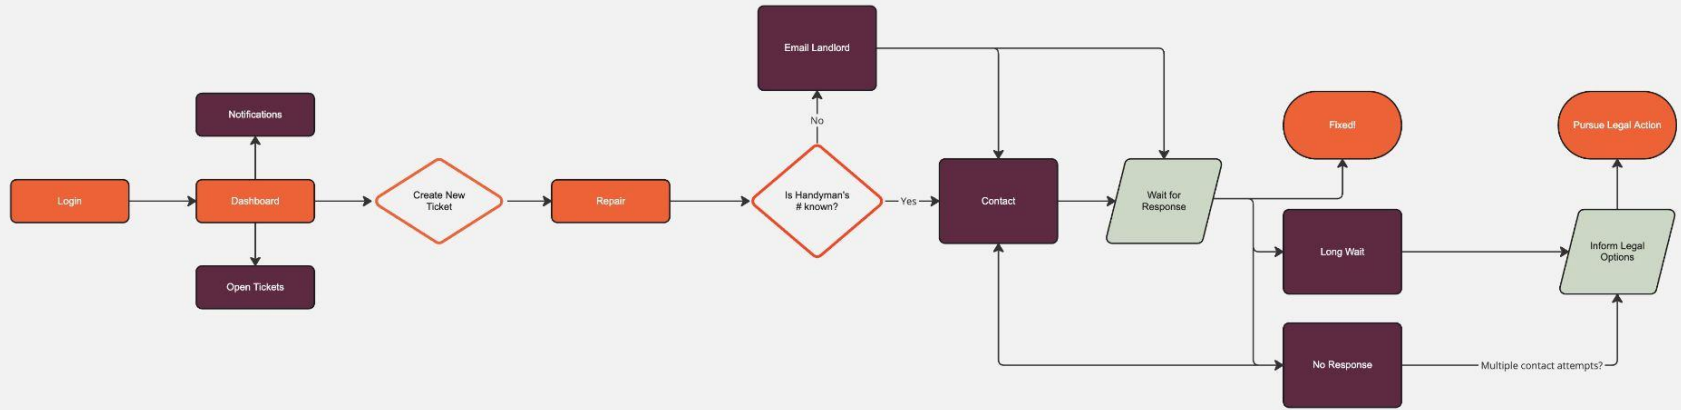 Email Landlord
Notifications
No
Fixed!
Pursue Legal Action
Login
Dashboard
Create New
Ticket
Repair
Is Handyman's
# known?
Yes
Contact
Wait for
Response
Long Wait
Inform Legal
Options
Open Tickets
No Response
Multiple contact attempts?